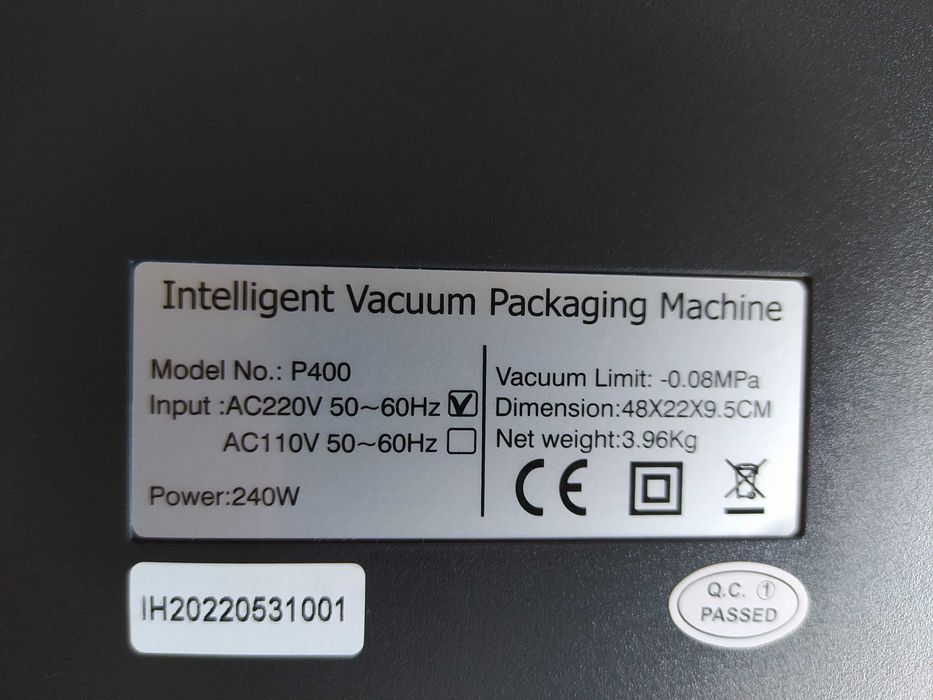 Intelligent Vacuum Packaging Machine
Model No.: P400
Input :AC220V 50~60Hz
AC110V 50~60Hz
Power:240W
Vacuum Limit: -0.08MPa
Dimension:48X22X9.5CM
Net weight:3.96Kg
CE
IH20220531001
Q.C. 1
PASSED